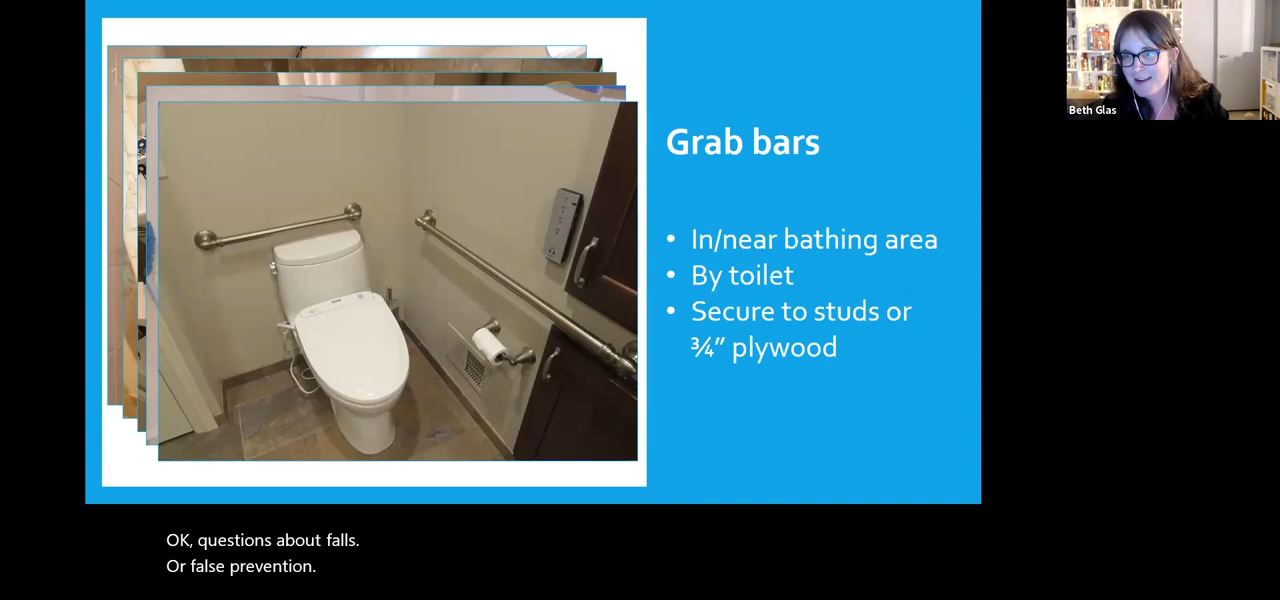 Beth Glas
Grab bars
• In/near bathing area
• By toilet
• Secure to studs or
¾” plywood
OK, questions about falls.
Or false prevention.